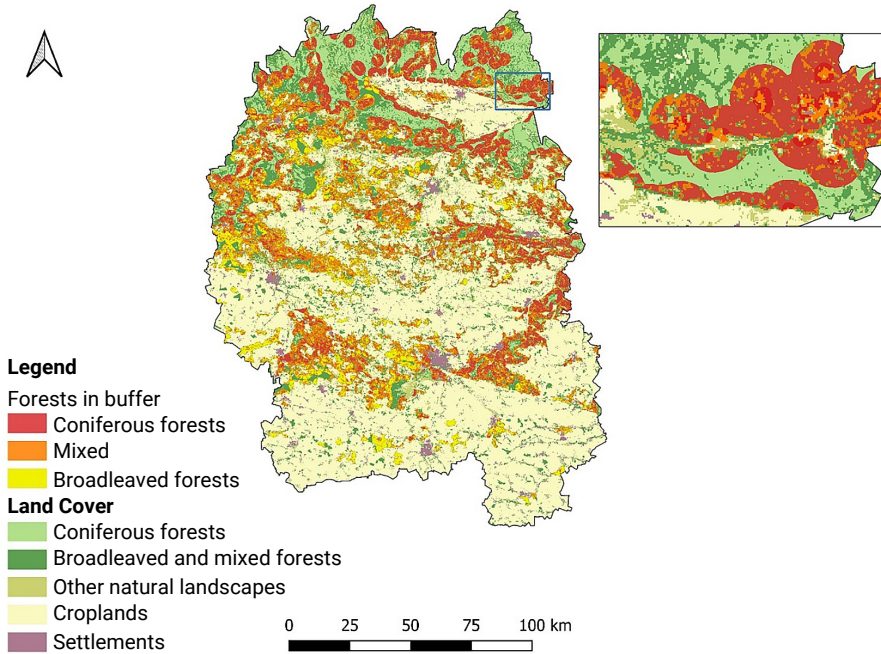 Legend
Forests in buffer
Coniferous forests
Mixed
Broadleaved forests
Land Cover
Coniferous forests
Broadleaved and mixed forests
Other natural landscapes
Croplands
Settlements
0 25 50 75 100 km